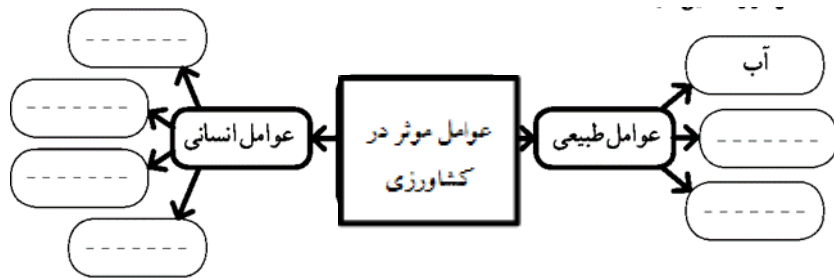 آب
عوامل طبیعی
عوامل موثر در
کشاورزی
عوامل انسانی
- - - - - - -
- - - - - - -
- - - - - - -
- - - - - - -
- - - - - - -
- - - - - - -